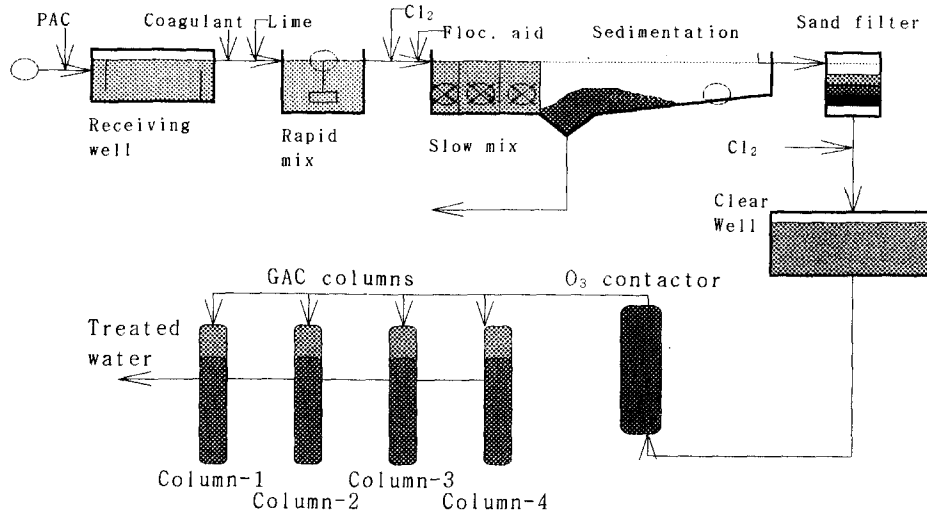 PAC
Coagulant
Lime
Cl2
Floc. aid
Sedimentation
Sand filter
Receiving
well
Rapid
mix
Slow mix
Cl2
Clear
Well
GAC columns
O3 contactor
Treated
water
Column-1
Column-2
Column-3
Column-4